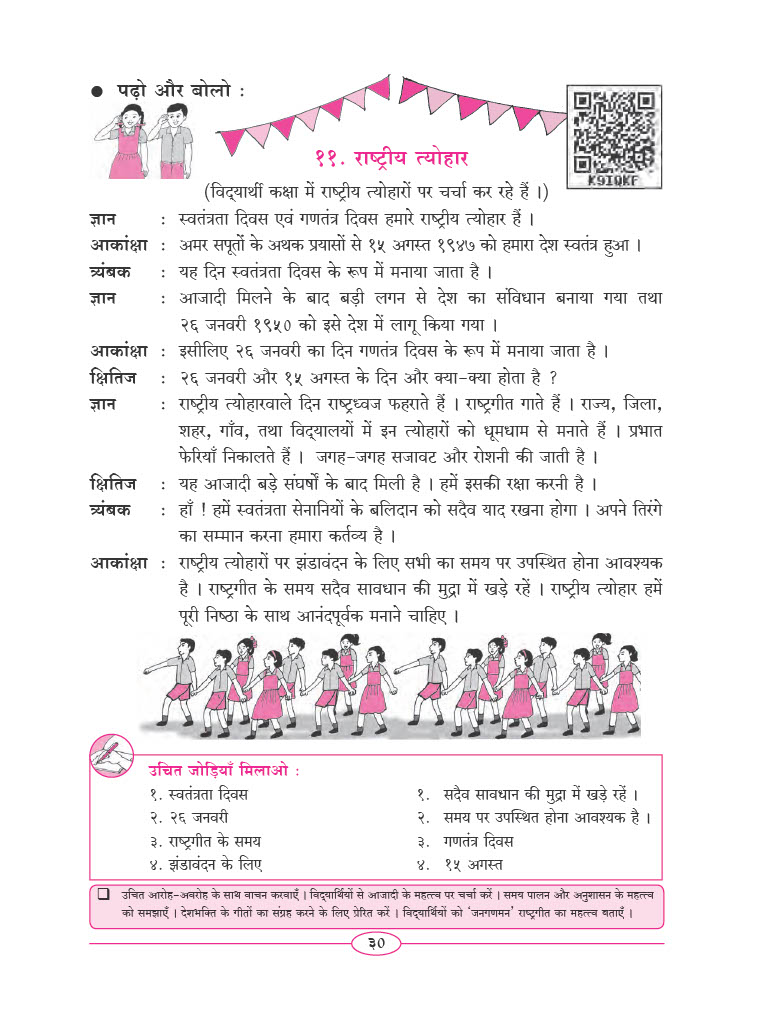 ● पढ़ो और बोलो :
K9IQKF
११. राष्ट्रीय त्योहार
(विद्यार्थी कक्षा में राष्ट्रीय त्योहारों पर चर्चा कर रहे हैं ।)
ज्ञान : स्वतंत्रता दिवस एवं गणतंत्र दिवस हमारे राष्ट्रीय त्योहार हैं ।
आकांक्षा : अमर सपूतों के अथक प्रयासों से १५ अगस्त १९४७ को हमारा देश स्वतंत्र हुआ ।
त्र्यंबक : यह दिन स्वतंत्रता दिवस के रूप में मनाया जाता है ।
ज्ञान : आजादी मिलने के बाद बड़ी लगन से देश का संविधान बनाया गया तथा
२६ जनवरी १९५० को इसे देश में लागू किया गया ।
आकांक्षा : इसीलिए २६ जनवरी का दिन गणतंत्र दिवस के रूप में मनाया जाता है ।
क्षितिज : २६ जनवरी और १५ अगस्त के दिन और क्या-क्या होता है ?
ज्ञान : राष्ट्रीय त्योहारवाले दिन राष्ट्रध्वज फहराते हैं । राष्ट्रगीत गाते हैं । राज्य, जिला,
शहर, गाँव, तथा विद्यालयों में इन त्योहारों को धूमधाम से मनाते हैं । प्रभात
फेरियाँ निकालते हैं । जगह-जगह सजावट और रोशनी की जाती है ।
क्षितिज : यह आजादी बड़े संघर्षों के बाद मिली है । हमें इसकी रक्षा करनी है ।
त्र्यंबक : हाँ ! हमें स्वतंत्रता सेनानियों के बलिदान को सदैव याद रखना होगा । अपने तिरंगे
का सम्मान करना हमारा कर्तव्य है ।
आकांक्षा : राष्ट्रीय त्योहारों पर झंडावंदन के लिए सभी का समय पर उपस्थित होना आवश्यक
है । राष्ट्रगीत के समय सदैव सावधान की मुद्रा में खड़े रहें । राष्ट्रीय त्योहार हमें
पूरी निष्ठा के साथ आनंदपूर्वक मनाने चाहिए ।
उचित जोड़ियाँ मिलाओ :
१. स्वतंत्रता दिवस १. सदैव सावधान की मुद्रा में खड़े रहें ।
२. २६ जनवरी २. समय पर उपस्थित होना आवश्यक है ।
३. राष्ट्रगीत के समय ३. गणतंत्र दिवस
४. झंडावंदन के लिए ४. १५ अगस्त
❑ उचित आरोह-अवरोह के साथ वाचन करवाएँ । विद्यार्थियों से आजादी के महत्त्व पर चर्चा करें । समय पालन और अनुशासन के महत्त्व
को समझाएँ । देशभक्ति के गीतों का संग्रह करने के लिए प्रेरित करें । विद्यार्थियों को ‘जनगणमन’ राष्ट्रगीत का महत्त्व बताएँ ।
३०